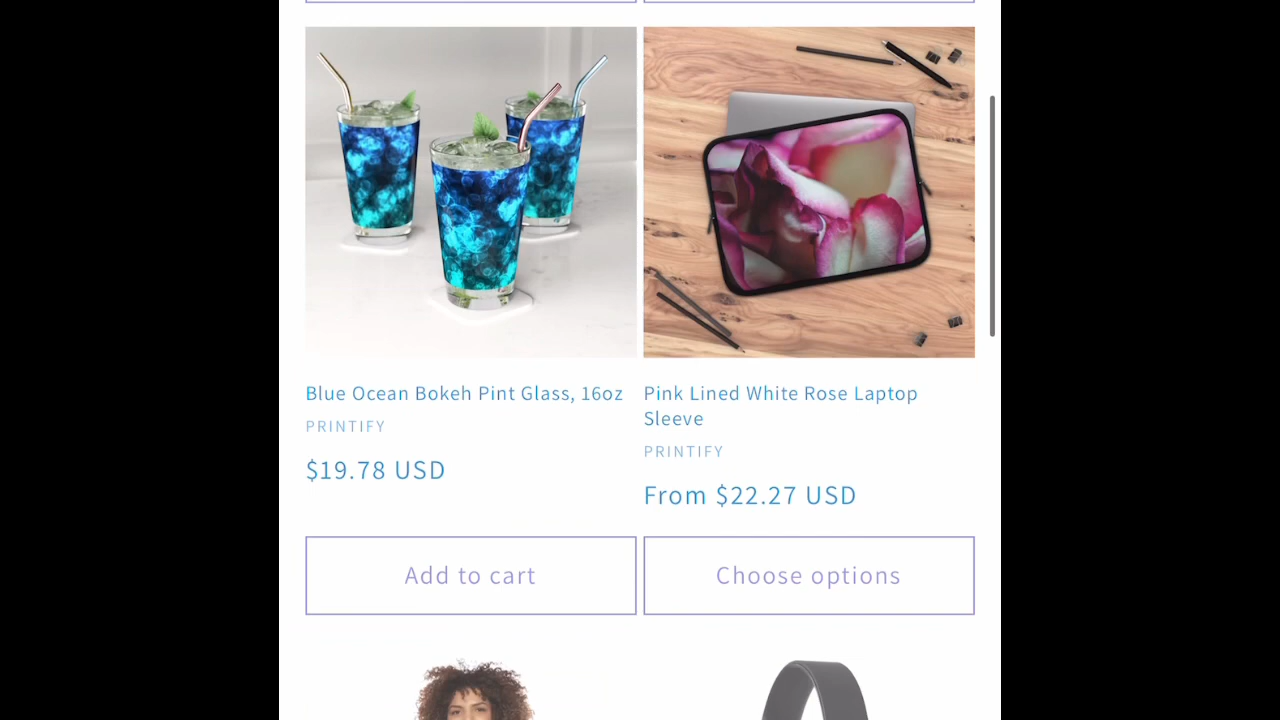 Blue Ocean Bokeh Pint Glass, 16oz
PRINTIFY
$19.78 USD
Add to cart
Pink Lined White Rose Laptop
Sleeve
PRINTIFY
From $22.27 USD
Choose options